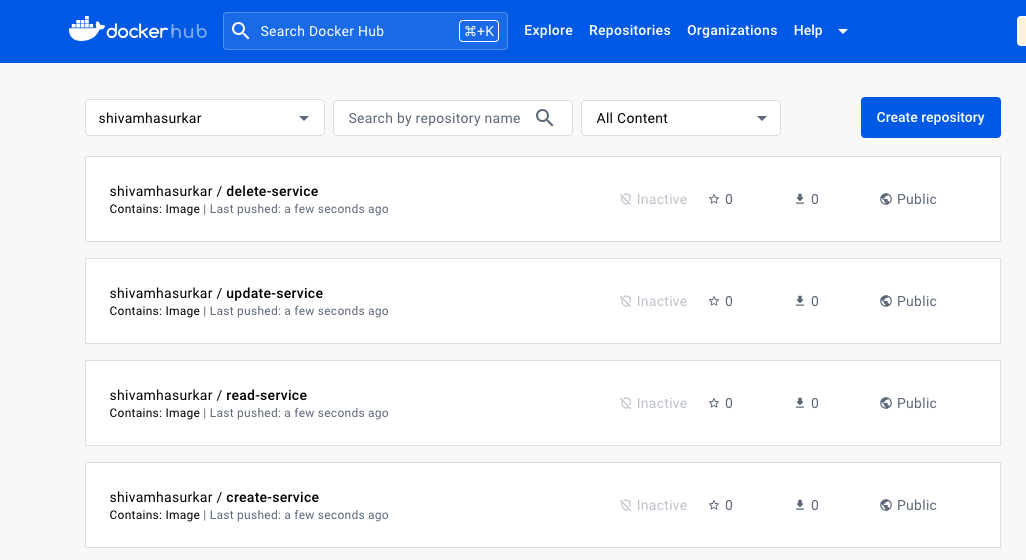 dockerhub
Search Docker Hub
⌘+K
Explore
Repositories
Organizations
Help
shivamhasurkar
Search by repository name
All Content
Create repository
shivamhasurkar / delete-service
Contains: Image | Last pushed: a few seconds ago
Inactive
0
0
Public
shivamhasurkar / update-service
Contains: Image | Last pushed: a few seconds ago
Inactive
0
0
Public
shivamhasurkar / read-service
Contains: Image | Last pushed: a few seconds ago
Inactive
0
0
Public
shivamhasurkar / create-service
Contains: Image | Last pushed: a few seconds ago
Inactive
0
0
Public